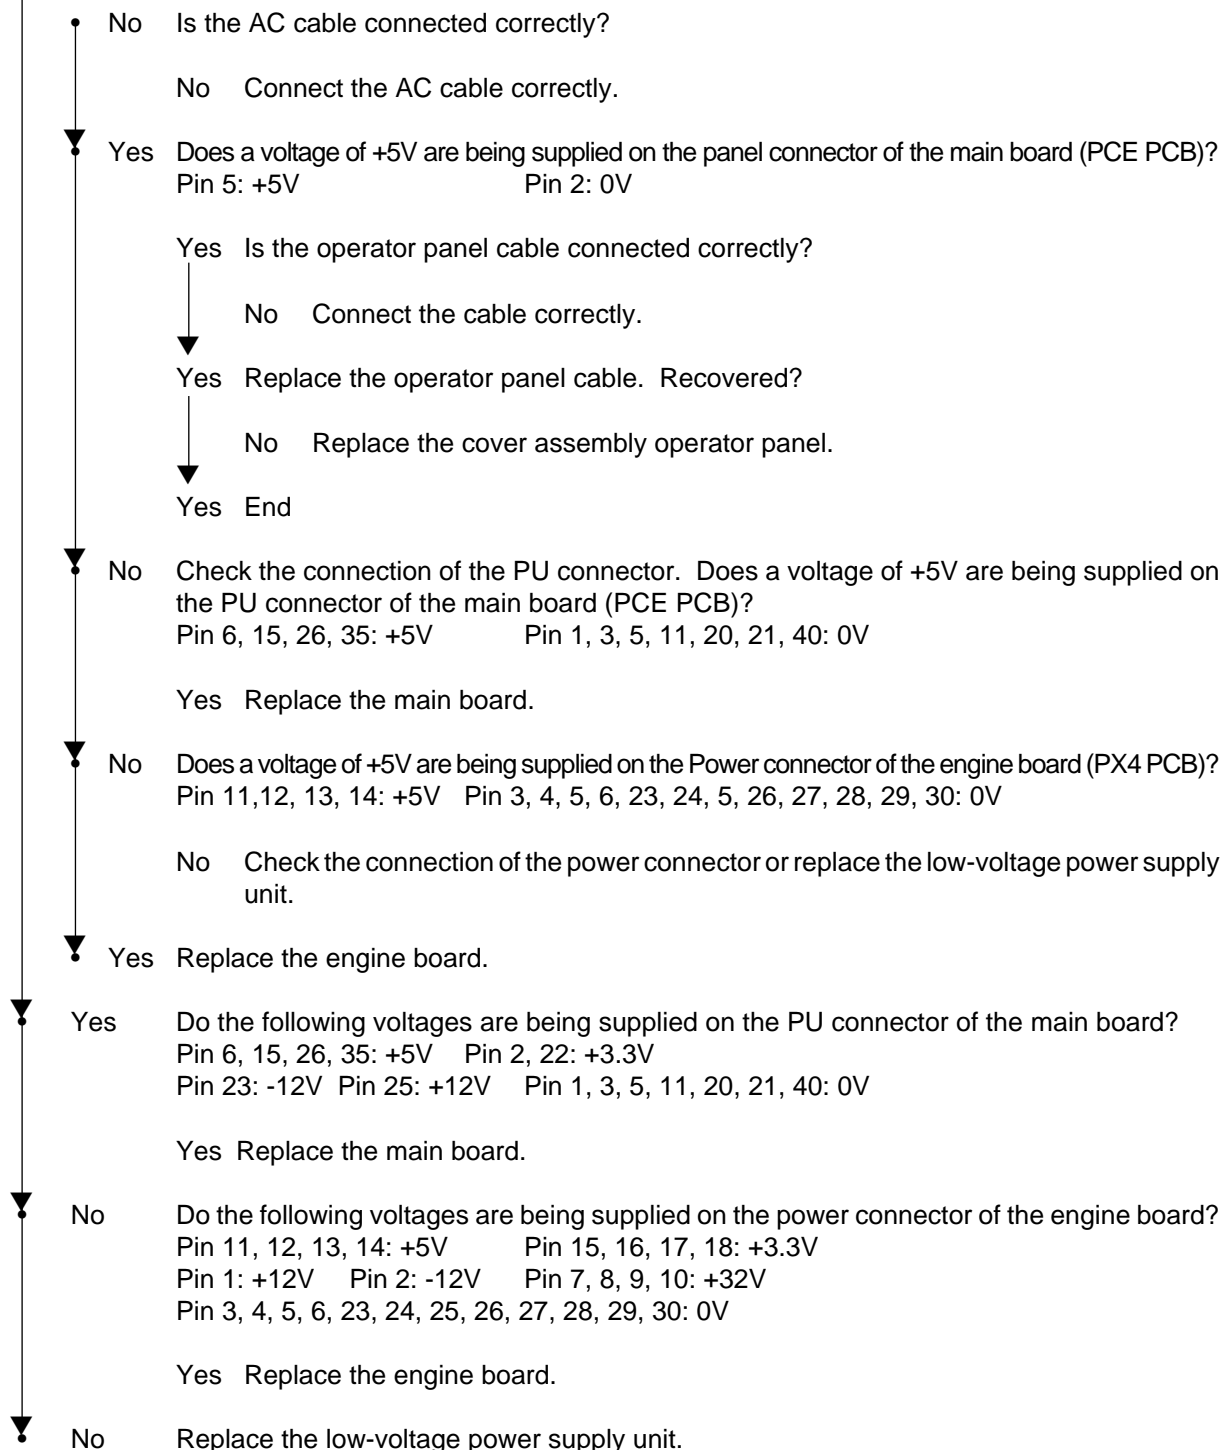 No Is the AC cable connected correctly?
No Connect the AC cable correctly.
Yes Does a voltage of +5V are being supplied on the panel connector of the main board (PCE PCB)?
Pin 5: +5V Pin 2: 0V
Yes Is the operator panel cable connected correctly?
No Connect the cable correctly.
Yes Replace the operator panel cable. Recovered?
No Replace the cover assembly operator panel.
Yes End
No Check the connection of the PU connector. Does a voltage of +5V are being supplied on
the PU connector of the main board (PCE PCB)?
Pin 6, 15, 26, 35: +5V Pin 1, 3, 5, 11, 20, 21, 40: 0V
Yes Replace the main board.
No Does a voltage of +5V are being supplied on the Power connector of the engine board (PX4 PCB)?
Pin 11,12, 13, 14: +5V Pin 3, 4, 5, 6, 23, 24, 5, 26, 27, 28, 29, 30: 0V
No Check the connection of the power connector or replace the low-voltage power supply
unit.
Yes Replace the engine board.
Yes Do the following voltages are being supplied on the PU connector of the main board?
Pin 6, 15, 26, 35: +5V Pin 2, 22: +3.3V
Pin 23: -12V Pin 25: +12V Pin 1, 3, 5, 11, 20, 21, 40: 0V
Yes Replace the main board.
No Do the following voltages are being supplied on the power connector of the engine board?
Pin 11, 12, 13, 14: +5V Pin 15, 16, 17, 18: +3.3V
Pin 1: +12V Pin 2: -12V Pin 7, 8, 9, 10: +32V
Pin 3, 4, 5, 6, 23, 24, 25, 26, 27, 28, 29, 30: 0V
Yes Replace the engine board.
No Replace the low-voltage power supply unit.